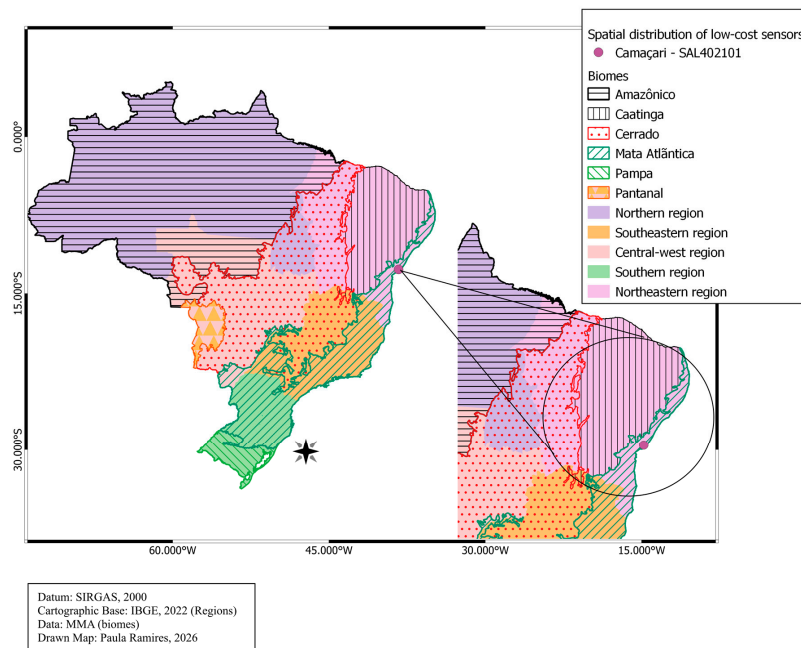 Spatial distribution of low-cost sensors
Camaçari - SAL402101
Biomes
Amazônico
Caatinga
Cerrado
Mata Atlãntica
Pampa
Pantanal
Northern region
Southeastern region
Central-west region
Southern region
Northeastern region
0.000°
15.000°S
30.000°S
60.000°W
45.000°W
30.000°W
15.000°W
Datum: SIRGAS, 2000
Cartographic Base: IBGE, 2022 (Regions)
Data: MMA (biomes)
Drawn Map: Paula Ramires, 2026